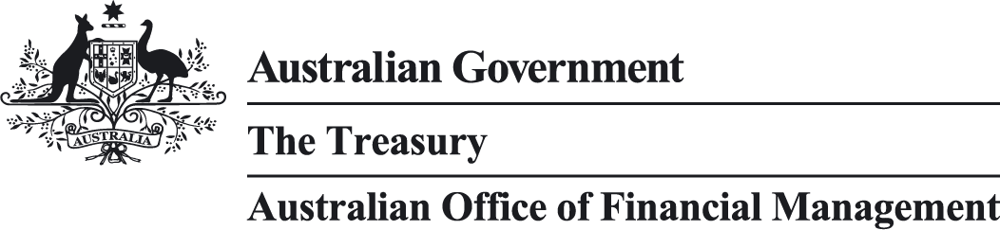 Australian Government
The Treasury
Australian Office of Financial Management
AUSTRALIA